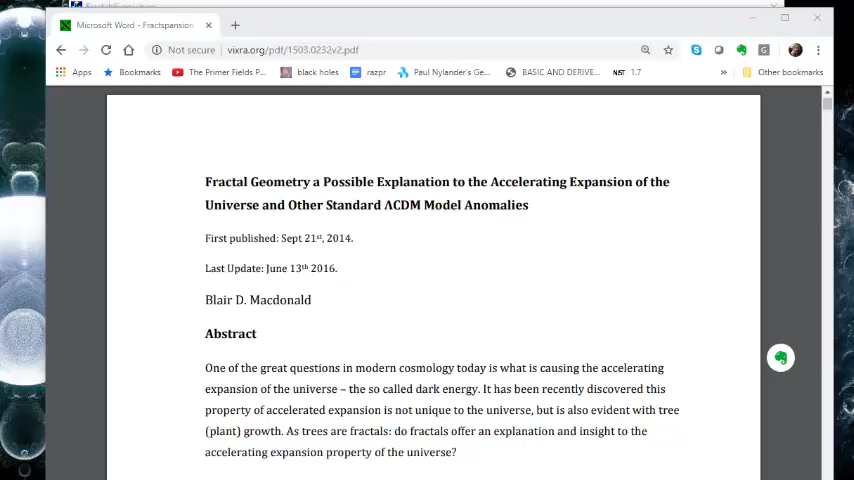 Microsoft Word - Fractspansion
Not secure
vixra.org/pdf/1503.0232v2.pdf
Apps
Bookmarks
The Primer Fields P...
black holes
razpr
Paul Nylander's Ge...
BASIC AND DERIVE...
NIST 1.7
»
Other bookmarks
Fractal Geometry a Possible Explanation to the Accelerating Expansion of the
Universe and Other Standard ΛCDM Model Anomalies
First published: Sept 21st, 2014.
Last Update: June 13th 2016.
Blair D. Macdonald
Abstract
One of the great questions in modern cosmology today is what is causing the accelerating
expansion of the universe – the so called dark energy. It has been recently discovered this
property of accelerated expansion is not unique to the universe, but is also evident with tree
(plant) growth. As trees are fractals: do fractals offer an explanation and insight to the
accelerating expansion property of the universe?